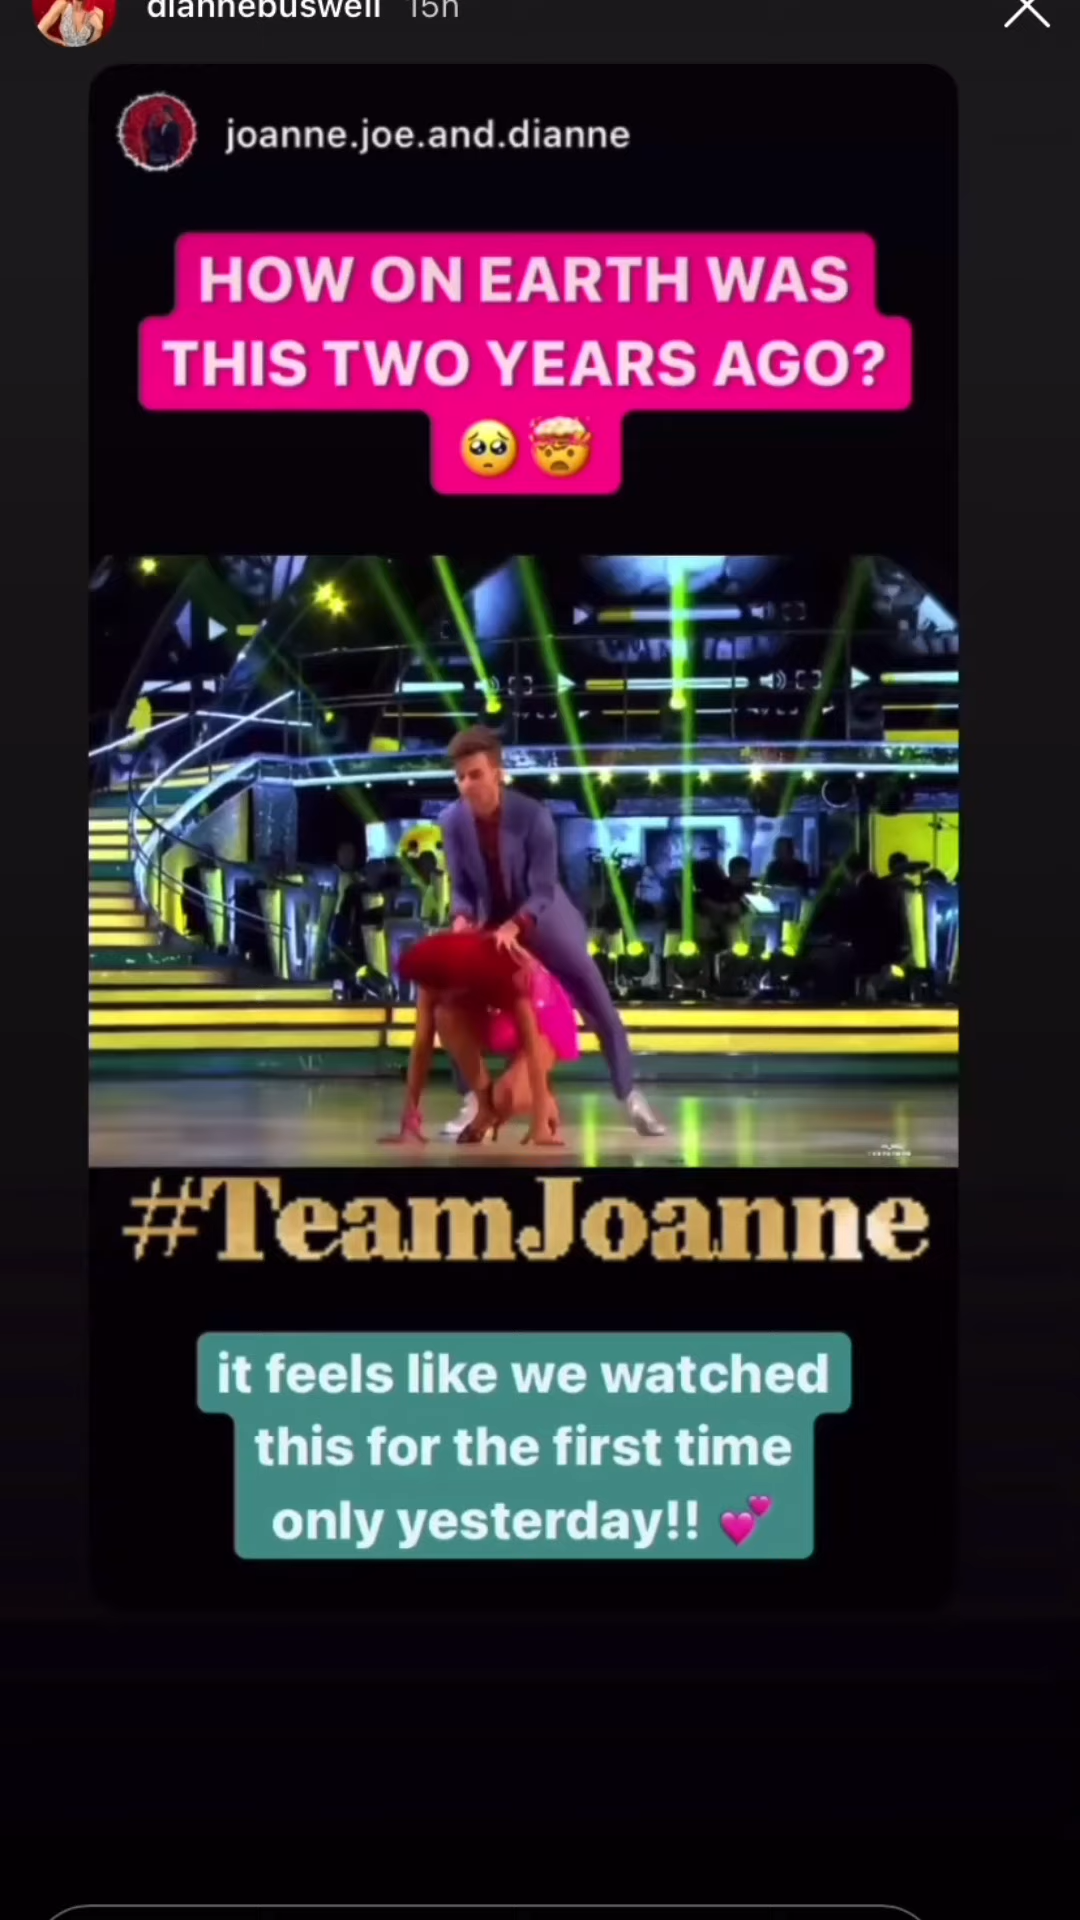 diannebuswell 15h
joanne.joe.and.dianne
HOW ON EARTH WAS
THIS TWO YEARS AGO?
🥺🤯
#TeamJoanne
it feels like we watched
this for the first time
only yesterday!! 💕